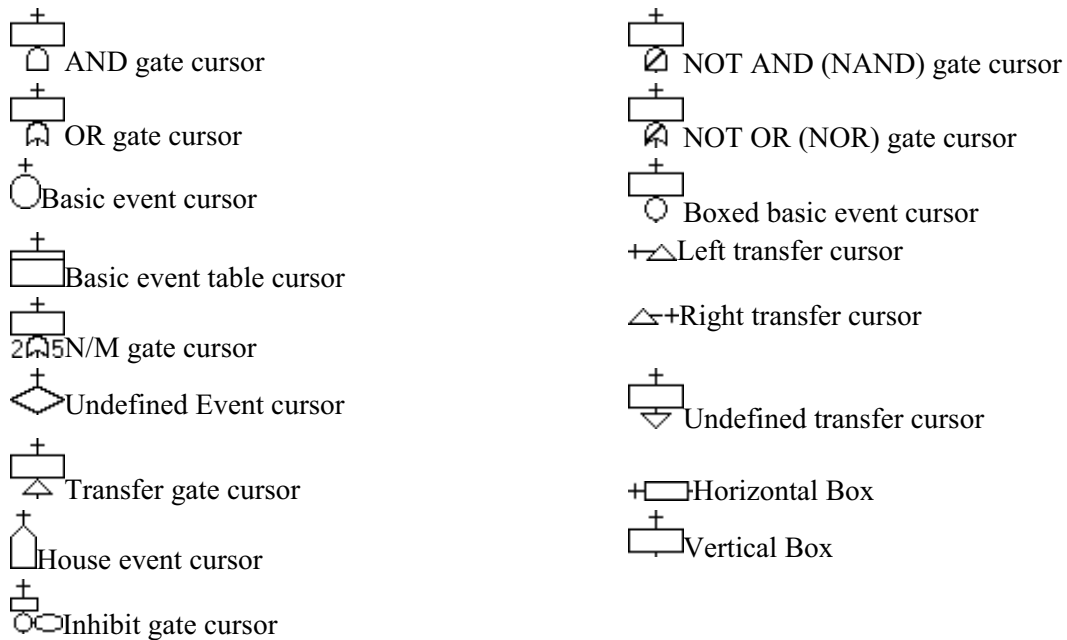 AND gate cursor
OR gate cursor
Basic event cursor
Basic event table cursor
2 5N/M gate cursor
Undefined Event cursor
Transfer gate cursor
House event cursor
Inhibit gate cursor
NOT AND (NAND) gate cursor
NOT OR (NOR) gate cursor
Boxed basic event cursor
Left transfer cursor
Right transfer cursor
Undefined transfer cursor
Horizontal Box
Vertical Box